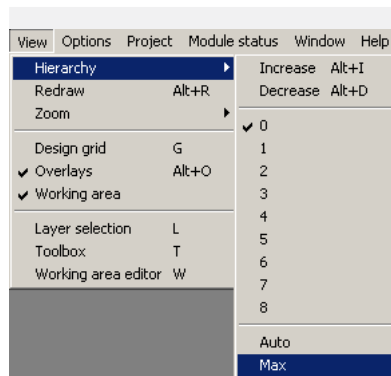 View Options Project Module status Window Help
Hierarchy
Redraw Alt+R
Zoom
Design grid G
Overlays Alt+O
Working area
Layer selection L
Toolbox T
Working area editor W
Increase Alt+I
Decrease Alt+D
0
1
2
3
4
5
6
7
8
Auto
Max